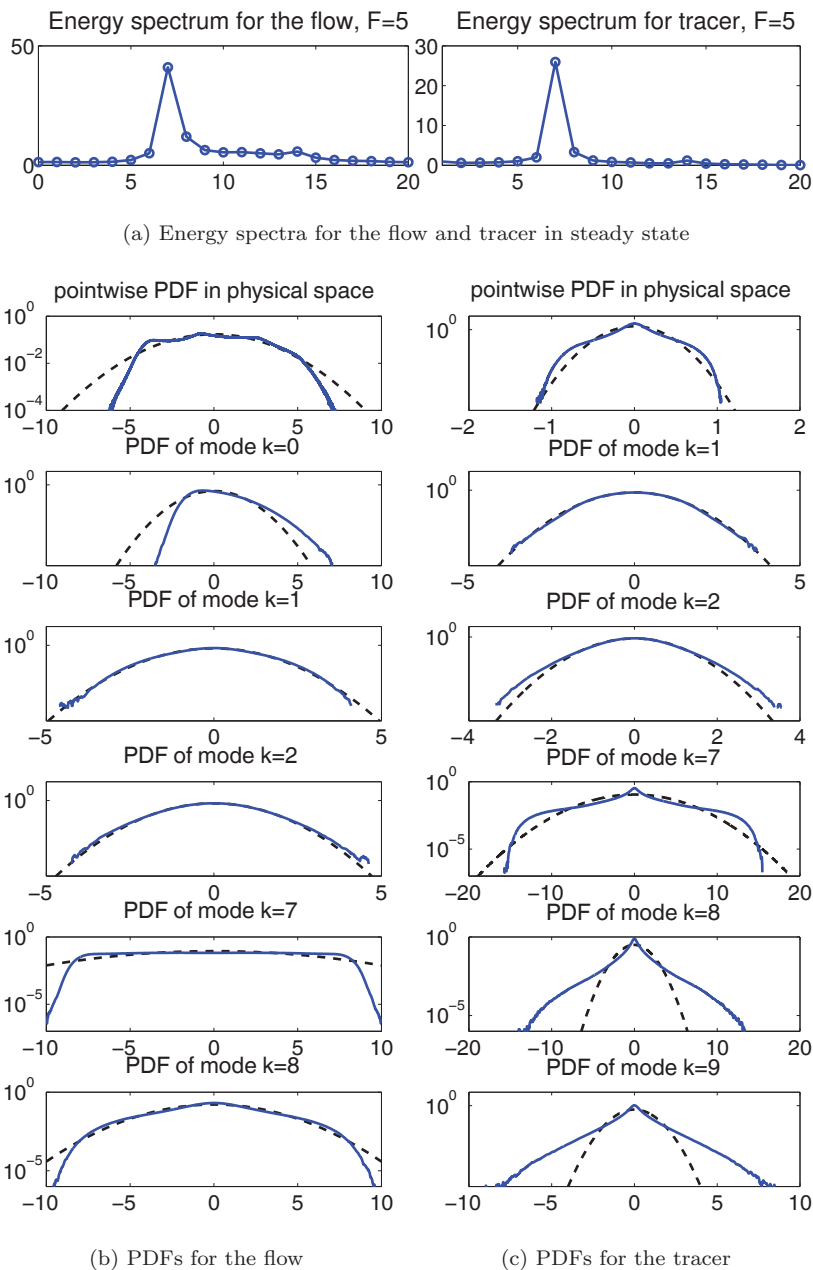 Energy spectrum for the flow, F=5
Energy spectrum for tracer, F=5
50
0
0 5 10 15 20
30
20
10
0
5 10 15 20
(a) Energy spectra for the flow and tracer in steady state
pointwise PDF in physical space
10^0
10^−2
10^−4
−10 −5 0 5 10
PDF of mode k=0
10^0
−10 −5 0 5 10
PDF of mode k=1
10^0
−5 0 5
PDF of mode k=2
10^0
−5 0 5
PDF of mode k=7
10^0
10^−5
−10 −5 0 5 10
PDF of mode k=8
10^0
10^−5
−10 −5 0 5 10
(b) PDFs for the flow
pointwise PDF in physical space
10^0
−2 −1 0 1 2
PDF of mode k=1
10^0
−5 0 5
PDF of mode k=2
10^0
−4 −2 0 2 4
PDF of mode k=7
10^0
10^−5
−20 −10 0 10 20
PDF of mode k=8
10^0
10^−5
−20 −10 0 10 20
PDF of mode k=9
10^0
−10 −5 0 5 10
(c) PDFs for the tracer